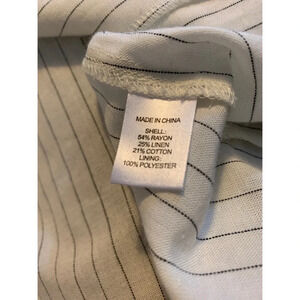 MADE IN CHINA
SHELL:
54% RAYON
25% LINEN
21% COTTON
LINING:
100% POLYESTER